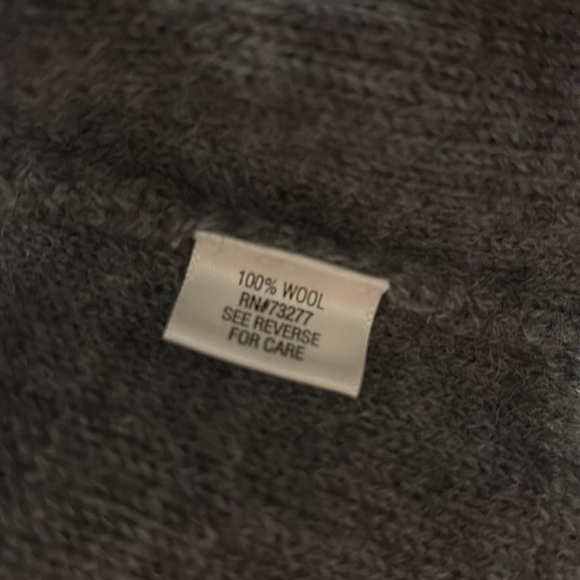 100% WOOL
RN#73277
SEE REVERSE
FOR CARE